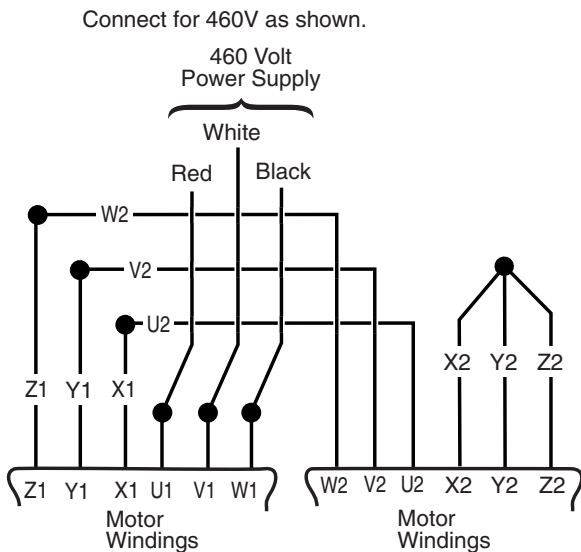 Connect for 460V as shown.
460 Volt
Power Supply
White
Red Black
W2
V2
U2
Z1 Y1 X1 X2 Y2 Z2
Z1 Y1 X1 U1 V1 W1 W2 V2 U2 X2 Y2 Z2
Motor Motor
Windings Windings